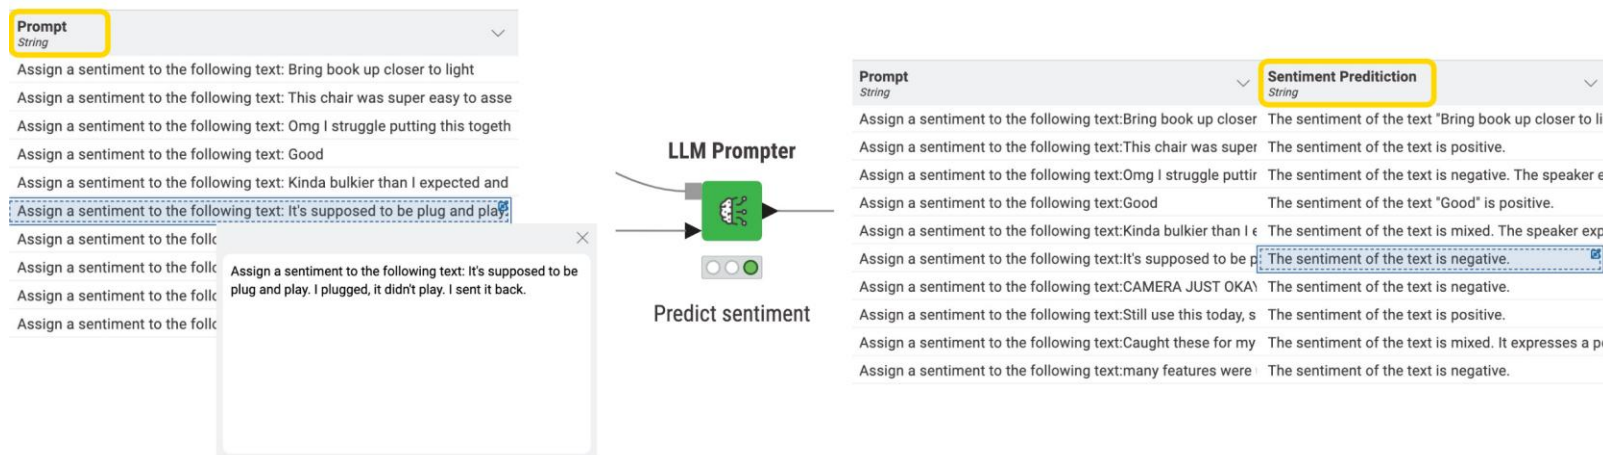 Prompt
String
Assign a sentiment to the following text: Bring book up closer to light
Assign a sentiment to the following text: This chair was super easy to asse
Assign a sentiment to the following text: Omg I struggle putting this togeth
Assign a sentiment to the following text: Good
Assign a sentiment to the following text: Kinda bulkier than I expected and
Assign a sentiment to the following text: It's supposed to be plug and play.
Assign a sentiment to the follo
Assign a sentiment to the follo
Assign a sentiment to the follo
Assign a sentiment to the follo
Assign a sentiment to the following text: It's supposed to be
plug and play. I plugged, it didn't play. I sent it back.
LLM Prompter
Predict sentiment
Prompt
String
Sentiment Preditiction
String
Assign a sentiment to the following text:Bring book up closer The sentiment of the text "Bring book up closer to li
Assign a sentiment to the following text:This chair was super The sentiment of the text is positive.
Assign a sentiment to the following text:Omg I struggle puttin The sentiment of the text is negative. The speaker e
Assign a sentiment to the following text:Good The sentiment of the text "Good" is positive.
Assign a sentiment to the following text:Kinda bulkier than I e The sentiment of the text is mixed. The speaker exp
Assign a sentiment to the following text:It's supposed to be p The sentiment of the text is negative.
Assign a sentiment to the following text:CAMERA JUST OKAY The sentiment of the text is negative.
Assign a sentiment to the following text:Still use this today, s The sentiment of the text is positive.
Assign a sentiment to the following text:Caught these for my The sentiment of the text is mixed. It expresses a po
Assign a sentiment to the following text:many features were The sentiment of the text is negative.